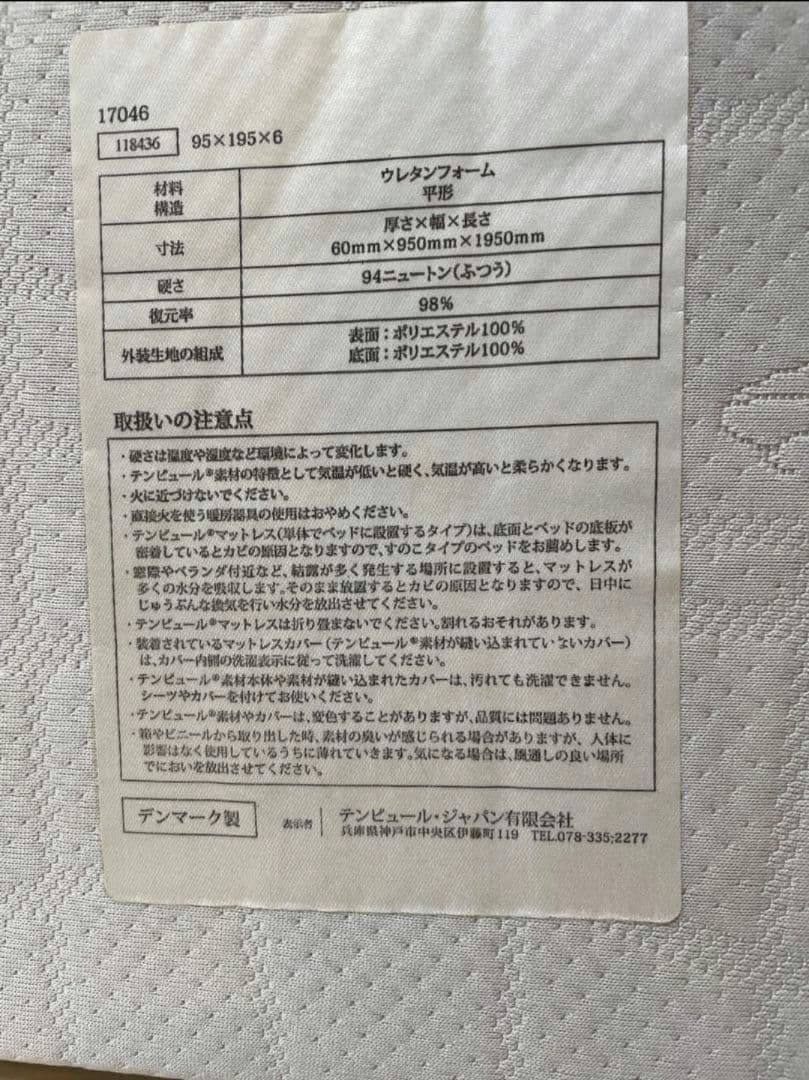 17046
118436 95×195×6
材料 ウレタンフォーム
構造 平形
寸法 厚さ×幅×長さ
60mm×950mm×1950mm
硬さ 94ニュートン(ふつう)
復元率 98%
外装生地の組成 表面:ポリエステル100%
底面:ポリエステル100%
取扱いの注意点
・硬さは温度や湿度など環境によって変化します。
・テンピュール®素材の特徴として気温が低いと硬く、気温が高いと柔らかくなります。
・火に近づけないでください。
・直接火を使う暖房器具の使用はおやめください。
・テンピュール®マットレス(単体でベッドに設置するタイプ)は、底面とベッドの底板が
密着しているとカビの原因となりますので、すのこタイプのベッドをお薦めします。
・窓際やベランダ付近など、結露が多く発生する場所に設置すると、マットレスが
多くの水分を吸収します。そのまま放置するとカビの原因となりますので、日中に
じゅうぶんな換気を行い水分を放出させてください。
・テンピュール®マットレスは折り畳まないでください。割れるおそれがあります。
・装着されているマットレスカバー(テンピュール®素材が縫い込まれていないカバー)
は、カバー内側の洗濯表示に従って洗濯してください。
・テンピュール®素材本体や素材が縫い込まれたカバーは、汚れても洗濯できません。
シーツやカバーを付けてお使いください。
・テンピュール®素材やカバーは、変色することがありますが、品質には問題ありません。
・箱やビニールから取り出した時、素材の臭いが感じられる場合がありますが、人体に
影響はなく使用しているうちに薄れていきます。気になる場合は、風通しの良い場所
でにおいを放出させてください。
デンマーク製 表示者 テンピュール・ジャパン有限会社
兵庫県神戸市中央区伊藤町119 TEL.078-335-2277